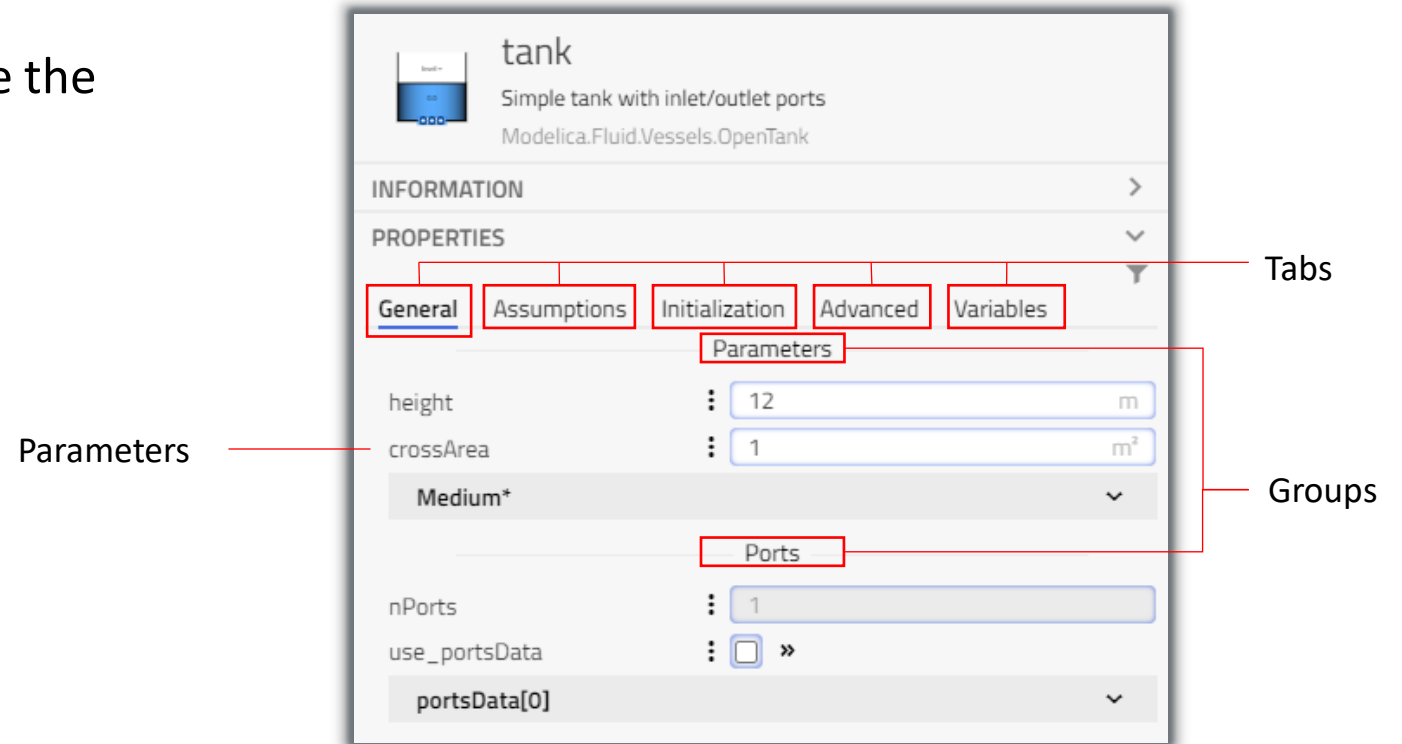 e the
tank
Simple tank with inlet/outlet ports
Modelica.Fluid.Vessels.OpenTank
INFORMATION
PROPERTIES
Tabs
General Assumptions Initialization Advanced Variables
Parameters
height 12 m
Parameters
crossArea 1 m²
Medium*
Groups
Ports
nPorts 1
use_portsData »
portsData[0]